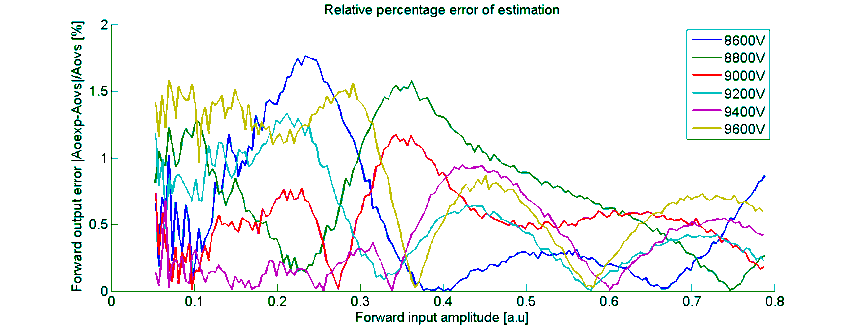 Relative percentage error of estimation
Forward output error |Aoexp-Aovs|/Aovs [%]
2
1.5
1
0.5
0
0 0.1 0.2 0.3 0.4 0.5 0.6 0.7 0.8
Forward input amplitude [a.u]
8600V
8800V
9000V
9200V
9400V
9600V